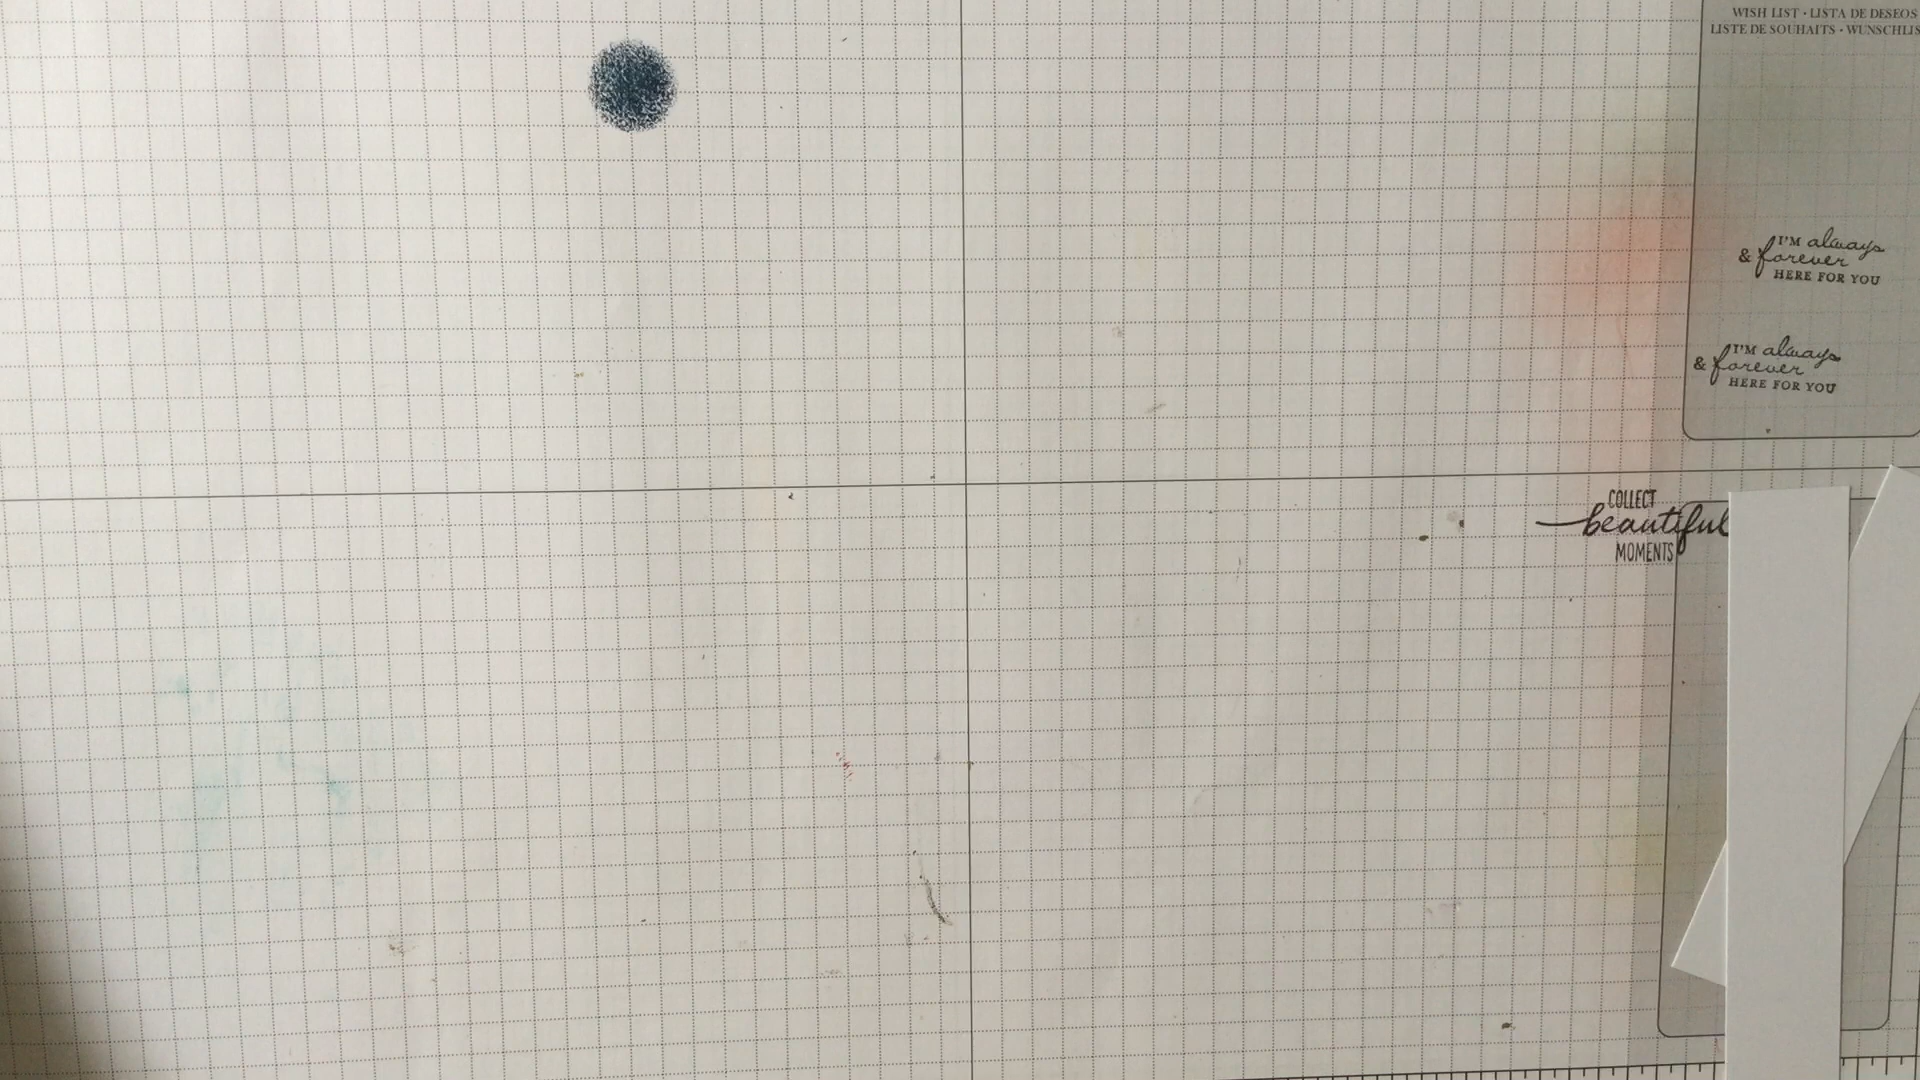 WISH LIST · LISTA DE DESEOS
LISTE DE SOUHAITS ·
I'M always
& forever
HERE FOR YOU
I'M always
& forever
HERE FOR YOU
COLLECT
beautiful
MOMENTS